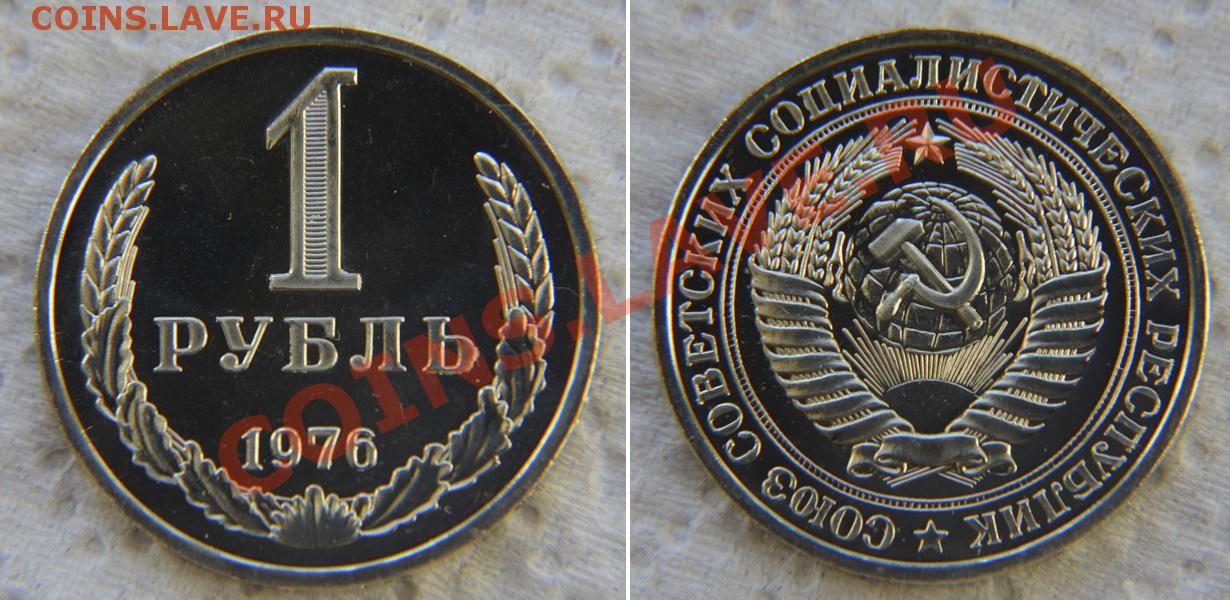 COINS.LAVE.RU
1
РУБЛЬ
1976
СОЮЗ СОВЕТСКИХ СОЦИАЛИСТИЧЕСКИХ РЕСПУБЛИК
COINS.LAVE.RU